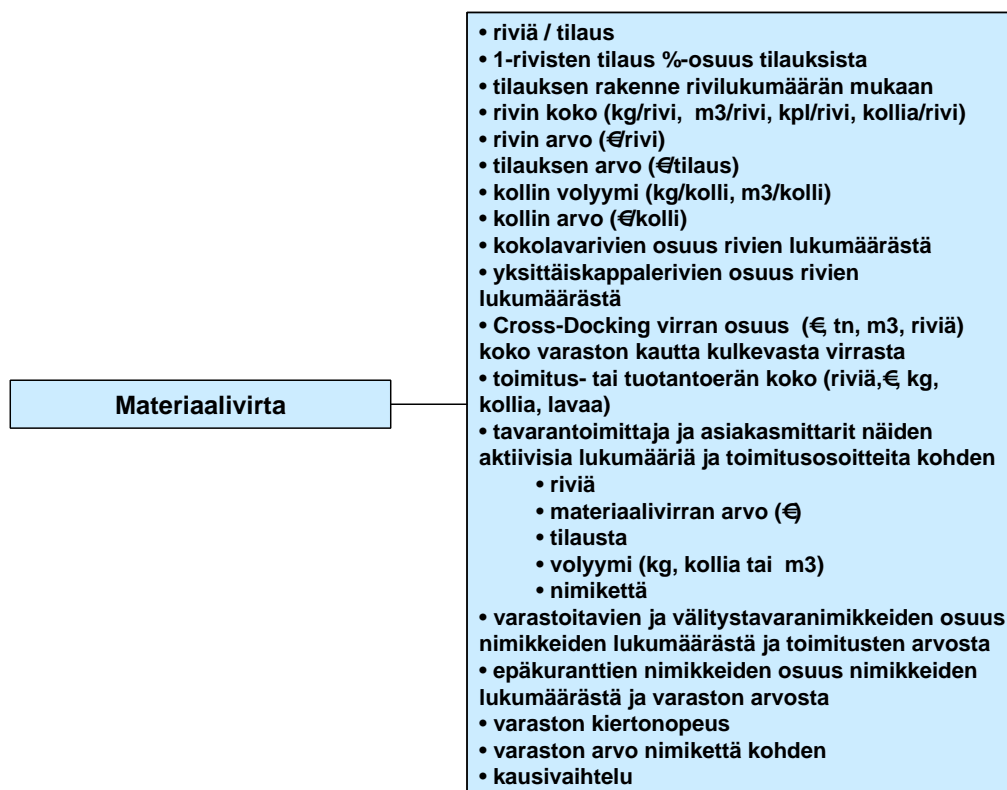 • riviä / tilaus
• 1-rivisten tilaus %-osuus tilauksista
• tilauksen rakenne rivilukumäärän mukaan
• rivin koko (kg/rivi, m3/rivi, kpl/rivi, kollia/rivi)
• rivin arvo (€/rivi)
• tilauksen arvo (€/tilaus)
• kollin volyymi (kg/kolli, m3/kolli)
• kollin arvo (€/kolli)
• kokolavarivien osuus rivien lukumäärästä
• yksittäiskappalerivien osuus rivien
lukumäärästä
• Cross-Docking virran osuus (€, tn, m3, riviä)
koko varaston kautta kulkevasta virrasta
• toimitus- tai tuotantoerän koko (riviä,€, kg,
kollia, lavaa)
Materiaalivirta
• tavarantoimittaja ja asiakasmittarit näiden
aktiivisia lukumääriä ja toimitusosoitteita kohden
• riviä
• materiaalivirran arvo (€)
• tilausta
• volyymi (kg, kollia tai m3)
• nimikettä
• varastoitavien ja välitystavaranimikkeiden osuus
nimikkeiden lukumäärästä ja toimitusten arvosta
• epäkuranttien nimikkeiden osuus nimikkeiden
lukumäärästä ja varaston arvosta
• varaston kiertonopeus
• varaston arvo nimikettä kohden
• kausivaihtelu